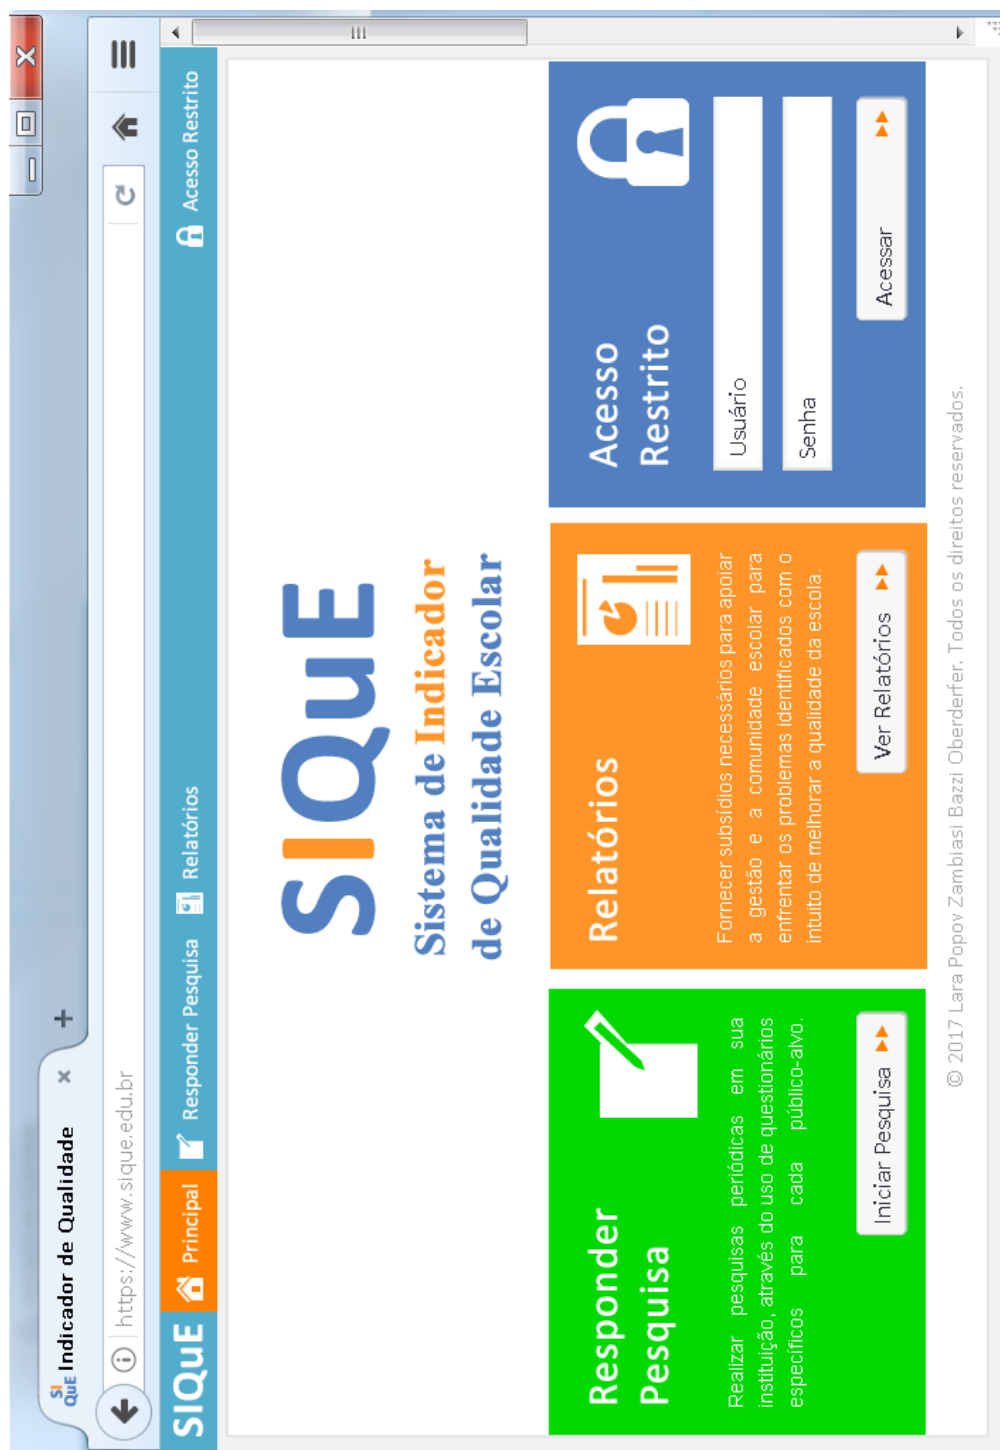 SIQuE Indicador de Qualidade
https://www.sique.edu.br
SIQuE Principal Responder Pesquisa Relatórios Acesso Restrito
SIQuE
Sistema de Indicador
de Qualidade Escolar
Responder
Pesquisa
Realizar pesquisas periódicas em sua
instituição, através do uso de questionários
específicos para cada público-alvo.
Iniciar Pesquisa
Relatórios
Fornecer subsídios necessários para apoiar
a gestão e a comunidade escolar para
enfrentar os problemas identificados com o
intuito de melhorar a qualidade da escola.
Ver Relatórios
Acesso
Restrito
Usuário
Senha
Acessar
© 2017 Lara Popov Zambiasi Bazzi Oberderfer. Todos os direitos reservados.